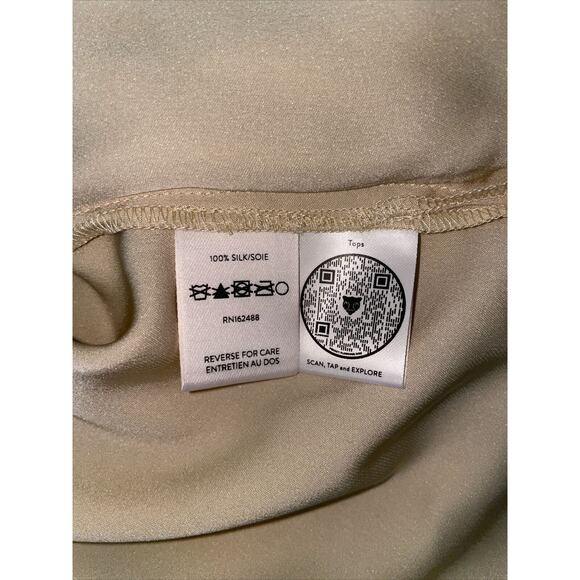 100% SILK/SOIE
RN162488
REVERSE FOR CARE
ENTRETIEN AU DOS
Tops
SCAN, TAP and EXPLORE